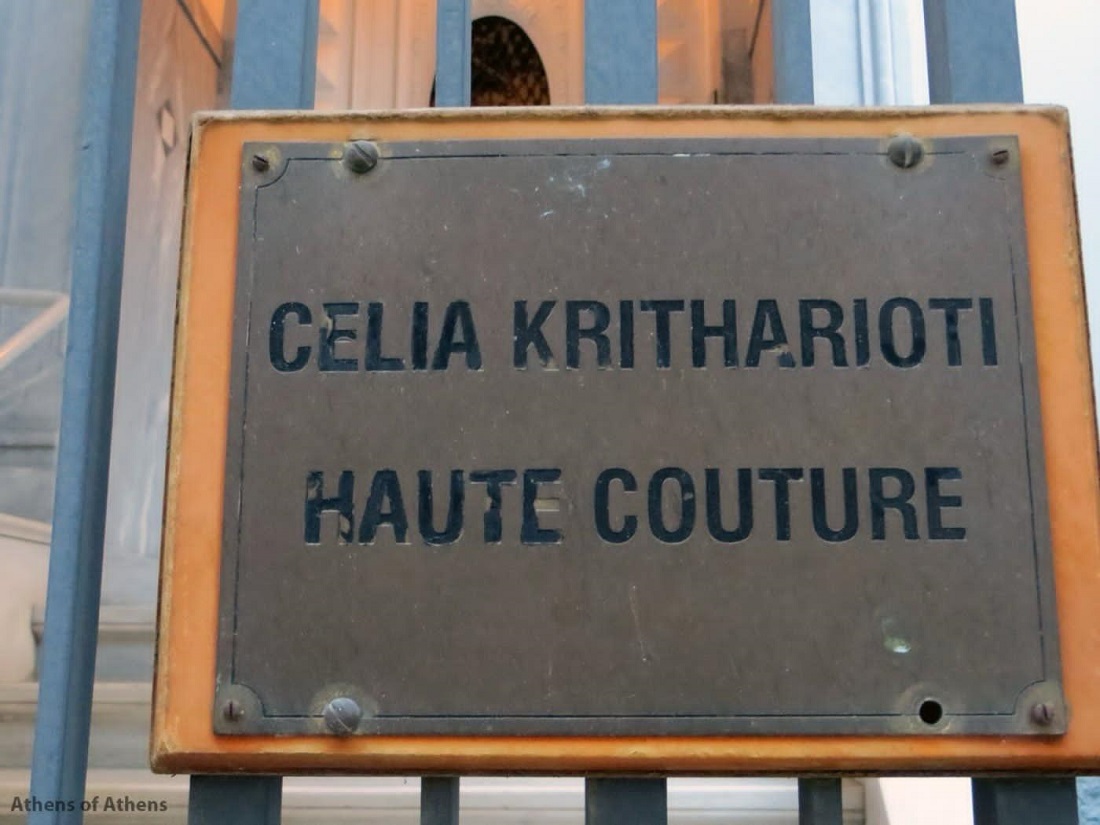 CELIA KRITHARIOTI
HAUTE COUTURE
Athens of Athens